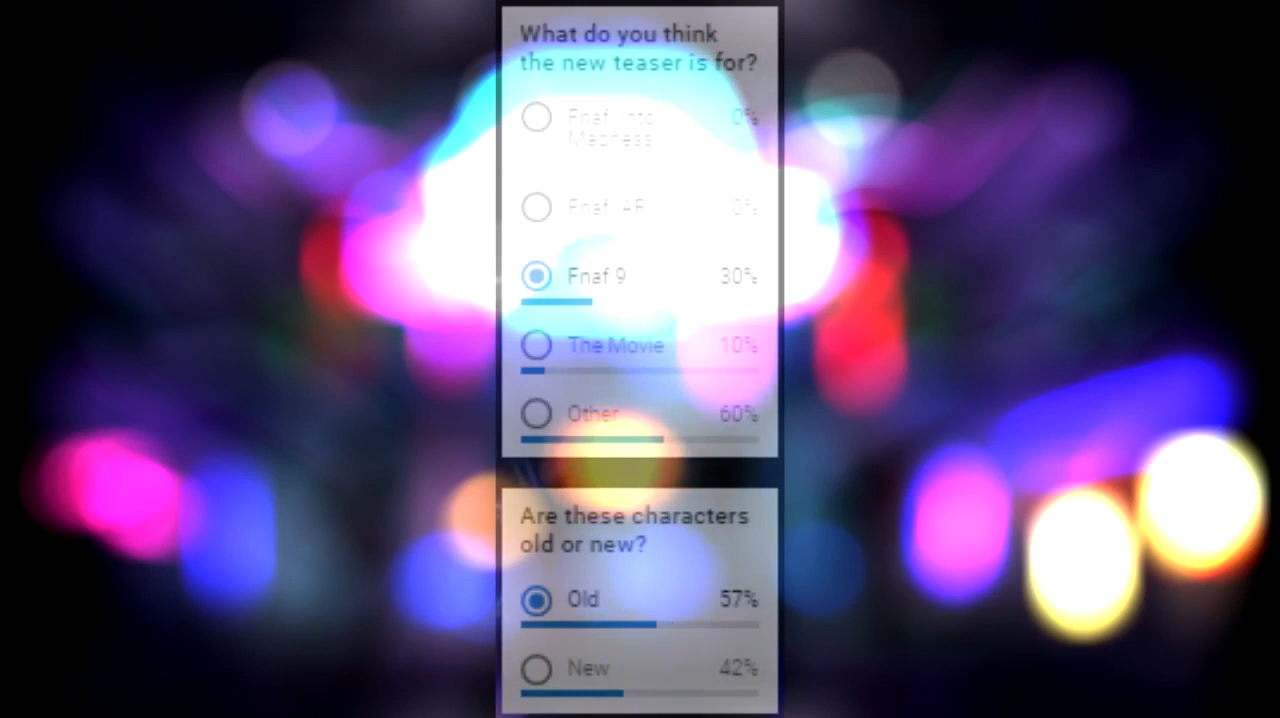 What do you think
the new teaser is for?
Fnaf: Into 0%
Madness
Fnaf: AR 0%
Fnaf 9 30%
The Movie 10%
Other 60%
Are these characters
old or new?
Old 57%
New 42%